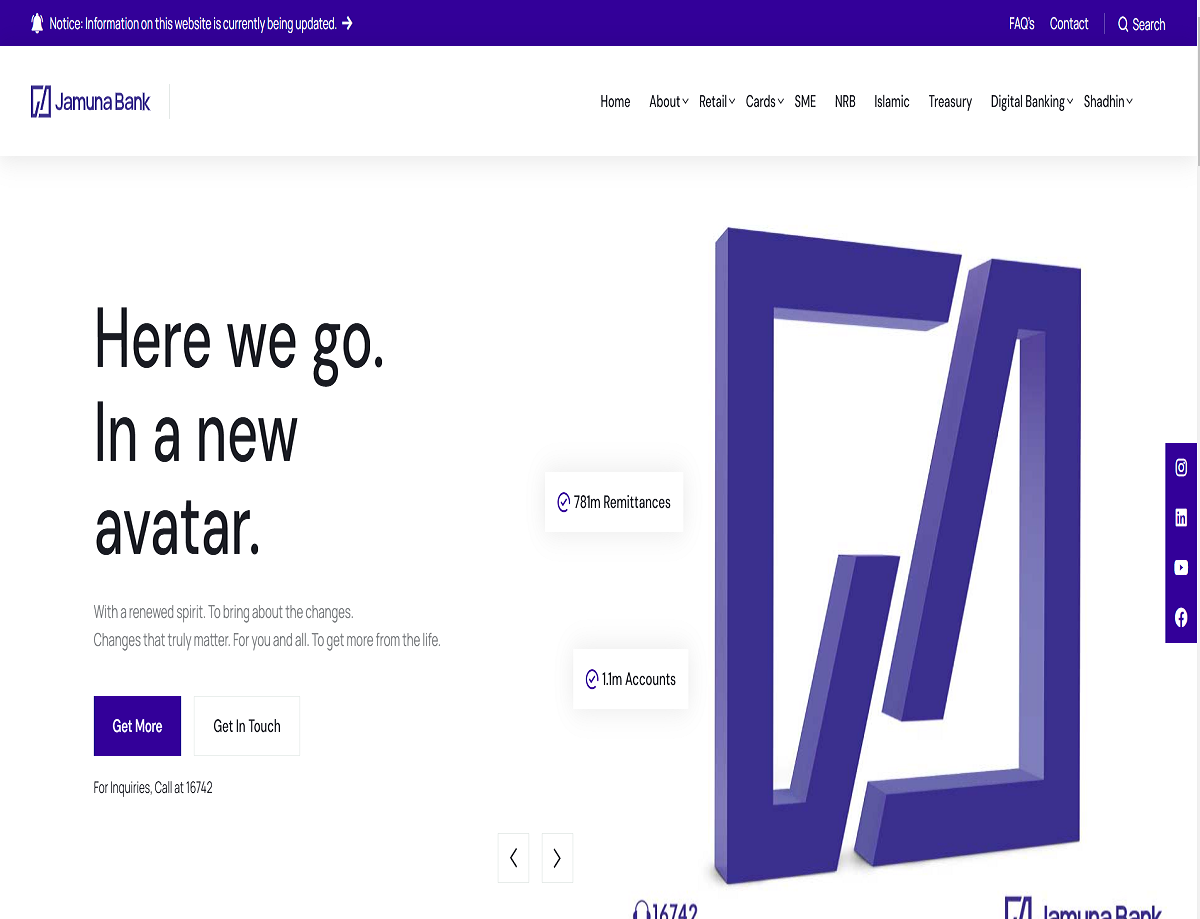 Notice: Information on this website is currently being updated.
FAQ's
Contact
Search
Jamuna Bank
Home
About
Retail
Cards
SME
NRB
Islamic
Treasury
Digital Banking
Shadhin
Here we go.
In a new
avatar.
781m Remittances
1.1m Accounts
With a renewed spirit. To bring about the changes.
Changes that truly matter. For you and all. To get more from the life.
Get More
Get In Touch
For Inquiries, Call at 16742
16742
Jamuna Bank